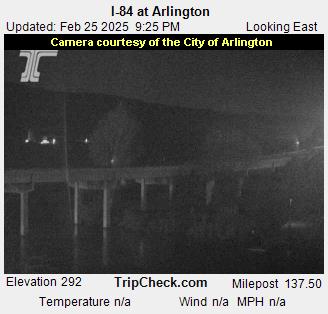 I-84 at Arlington
Updated: Feb 25 2025 9:25 PM Looking East
Camera courtesy of the City of Arlington
Elevation 292 TripCheck.com Milepost 137.50
Temperature n/a Wind n/a MPH n/a